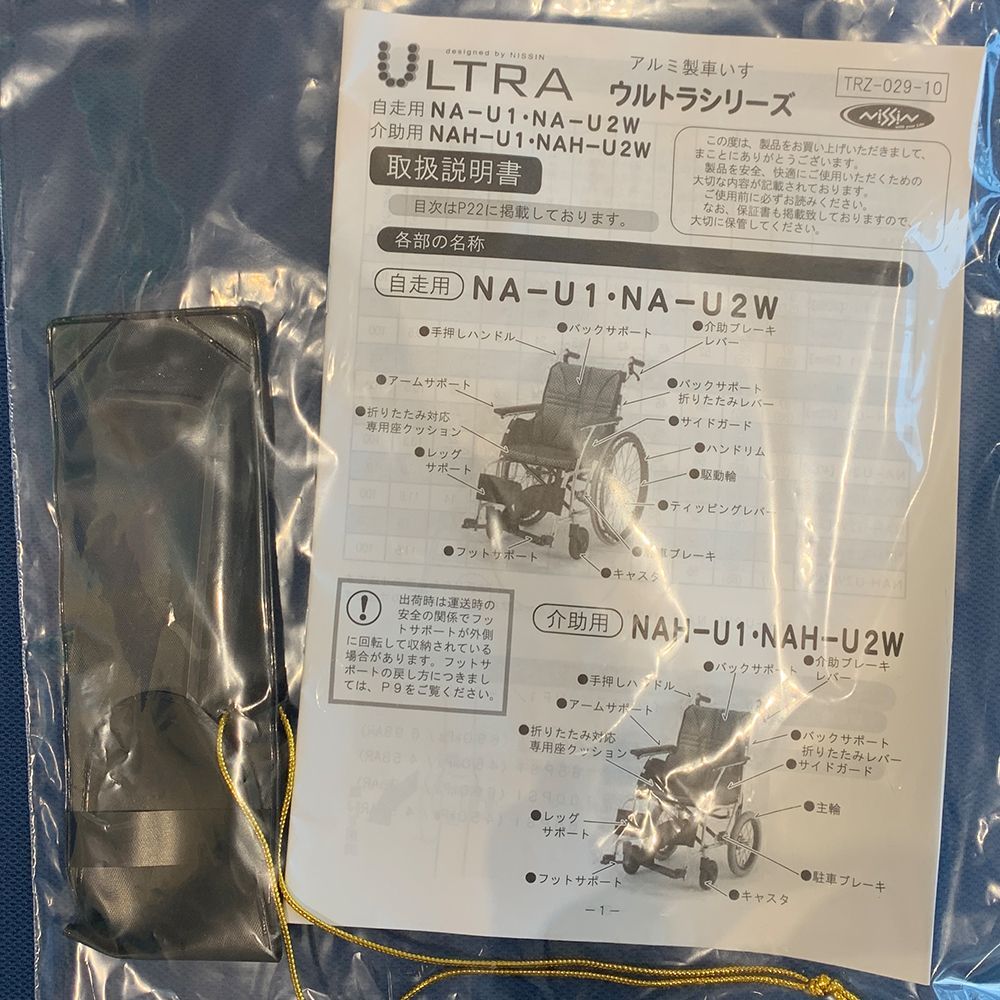 designed by NISSIN
ULTRA
アルミ製車いす
ウルトラシリーズ
TRZ-029-10
NISSIN
自走用 NA-U1・NA-U2W
介助用 NAH-U1・NAH-U2W
取扱説明書
目次はP22に掲載しております。
この度は、製品をお買い上げいただきまして、
まことにありがとうございます。
製品を安全、快適にご使用いただくための
大切な内容が記載されております。
ご使用前に必ずお読みください。
なお、保証書も掲載致しておりますので、
大切に保管してください。
各部の名称
自走用 NA-U1・NA-U2W
●手押しハンドル
●バックサポート
●介助ブレーキ
レバー
●アームサポート
●バックサポート
折りたたみレバー
●折りたたみ対応
専用座クッション
●サイドガード
●レッグ
サポート
●ハンドリム
●駆動輪
●ティッピングレバー
●フットサポート
●駐車ブレーキ
●キャスタ
出荷時は運送時の
安全の関係でフッ
トサポートが外側
に回転して収納されている
場合があります。フットサ
ポートの戻し方につきまし
ては、P9をご覧ください。
介助用 NAH-U1・NAH-U2W
●バックサポート
●介助ブレーキ
レバー
●手押しハンドル
●アームサポート
●折りたたみ対応
専用座クッション
●バックサポート
折りたたみレバー
●サイドガード
●主輪
●レッグ
サポート
●フットサポート
●駐車ブレーキ
●キャスタ
-1-